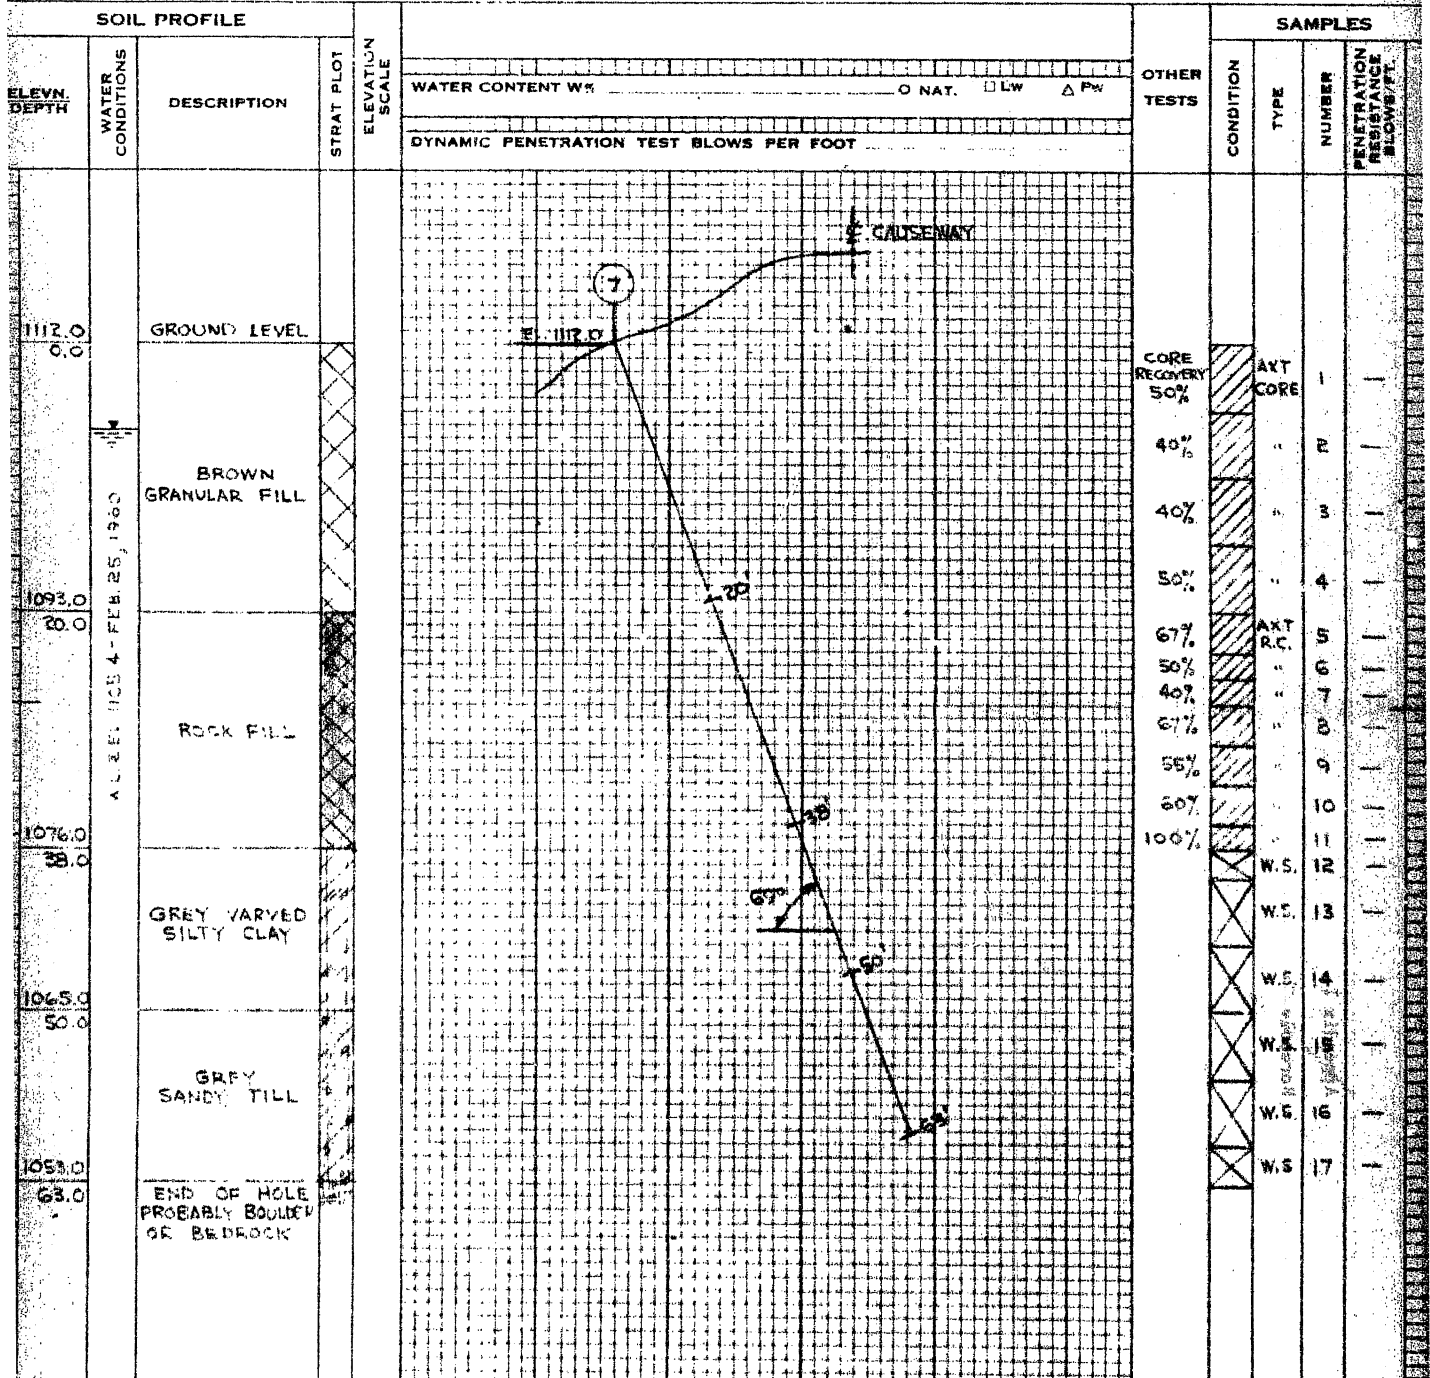 SOIL PROFILE
SAMPLES
ELEVN.
DEPTH
WATER
CONDITIONS
DESCRIPTION
STRAT PLOT
ELEVATION
SCALE
WATER CONTENT W% O NAT. □ LW △ PW
DYNAMIC PENETRATION TEST BLOWS PER FOOT
OTHER
TESTS
CONDITION
TYPE
NUMBER
PENETRATION
RESISTANCE
BLOWS/FT.
℄ CAUSEWAY
7
EL 1112.0
1112.0
0.0
GROUND LEVEL
BROWN
GRANULAR FILL
1093.0
20.0
ROCK FILL
1076.0
38.0
GREY VARVED
SILTY CLAY
1065.0
50.0
GREY
SANDY TILL
1053.0
63.0
END OF HOLE
PROBABLY BOULDER
OR BEDROCK
FEB 25, 1960
20'
38'
67°
50'
63'
CORE
RECOVERY
50% AXT
CORE 1 —
40% " 2 —
40% " 3 —
50% " 4 —
67% AXT
R.C. 5 —
50% " 6 —
40% " 7 —
67% " 8 —
55% " 9 —
60% " 10 —
100% " 11 —
W.S. 12 —
W.S. 13 —
W.S. 14 —
W.S. 15 —
W.S. 16 —
W.S 17 —